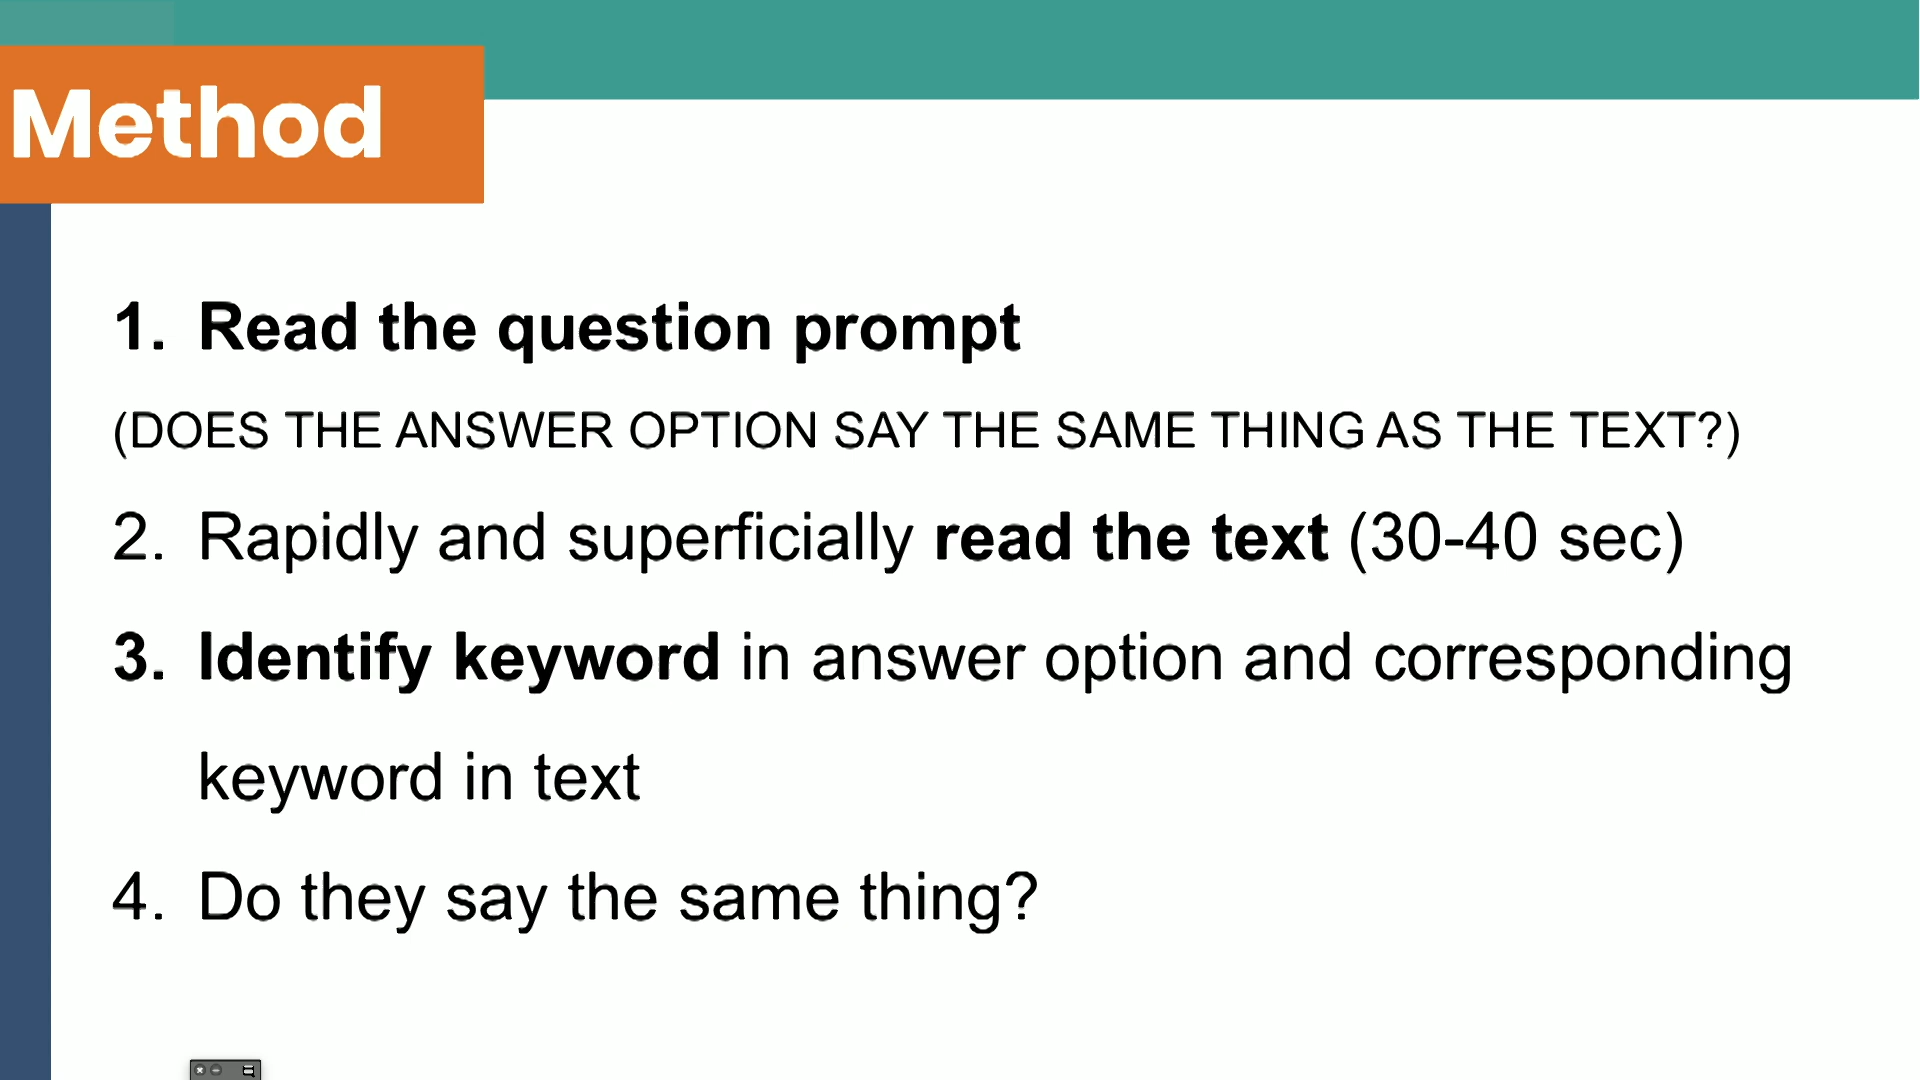 Method
1. Read the question prompt
(DOES THE ANSWER OPTION SAY THE SAME THING AS THE TEXT?)
2. Rapidly and superficially read the text (30-40 sec)
3. Identify keyword in answer option and corresponding
keyword in text
4. Do they say the same thing?